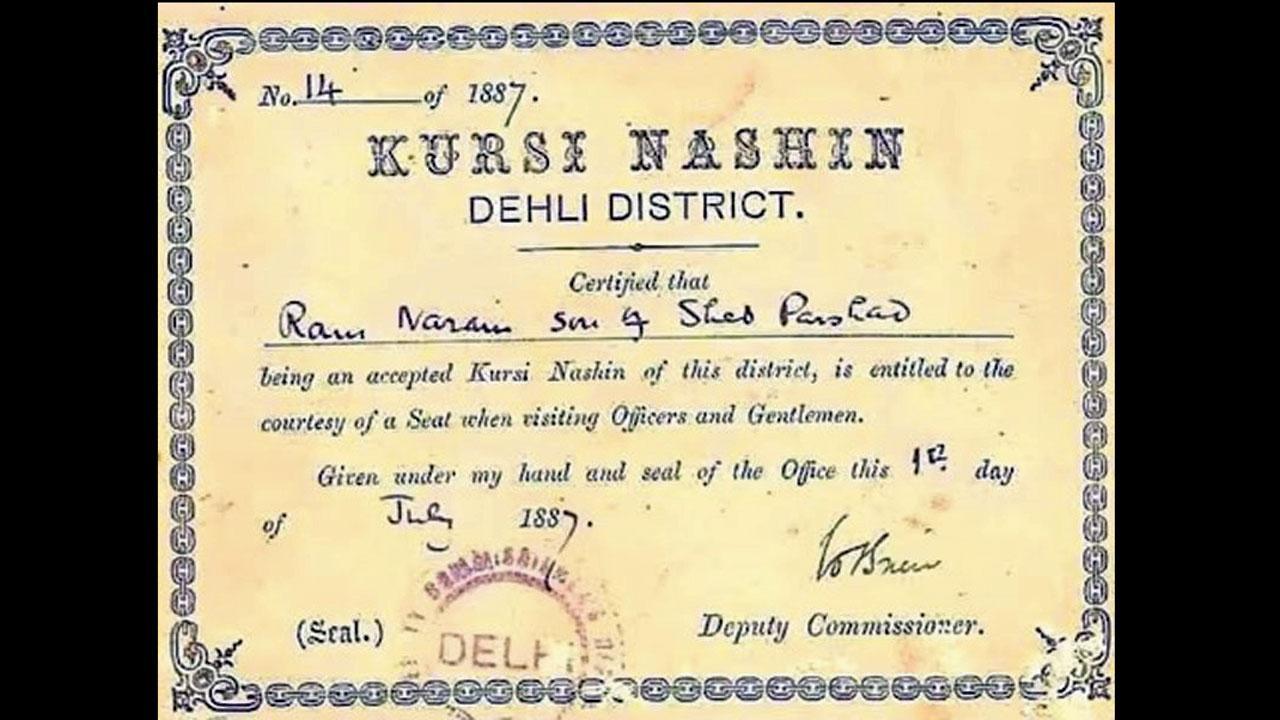 No. 14 of 1887.
KURSI NASHIN
DEHLI DISTRICT.
Certified that
Ram Narain son of Sheo Parshad
being an accepted Kursi Nashin of this district, is entitled to the
courtesy of a Seat when visiting Officers and Gentlemen.
Given under my hand and seal of the Office this 1st day
of July 1887.
(Seal.)
DELH
Deputy Commissioner.